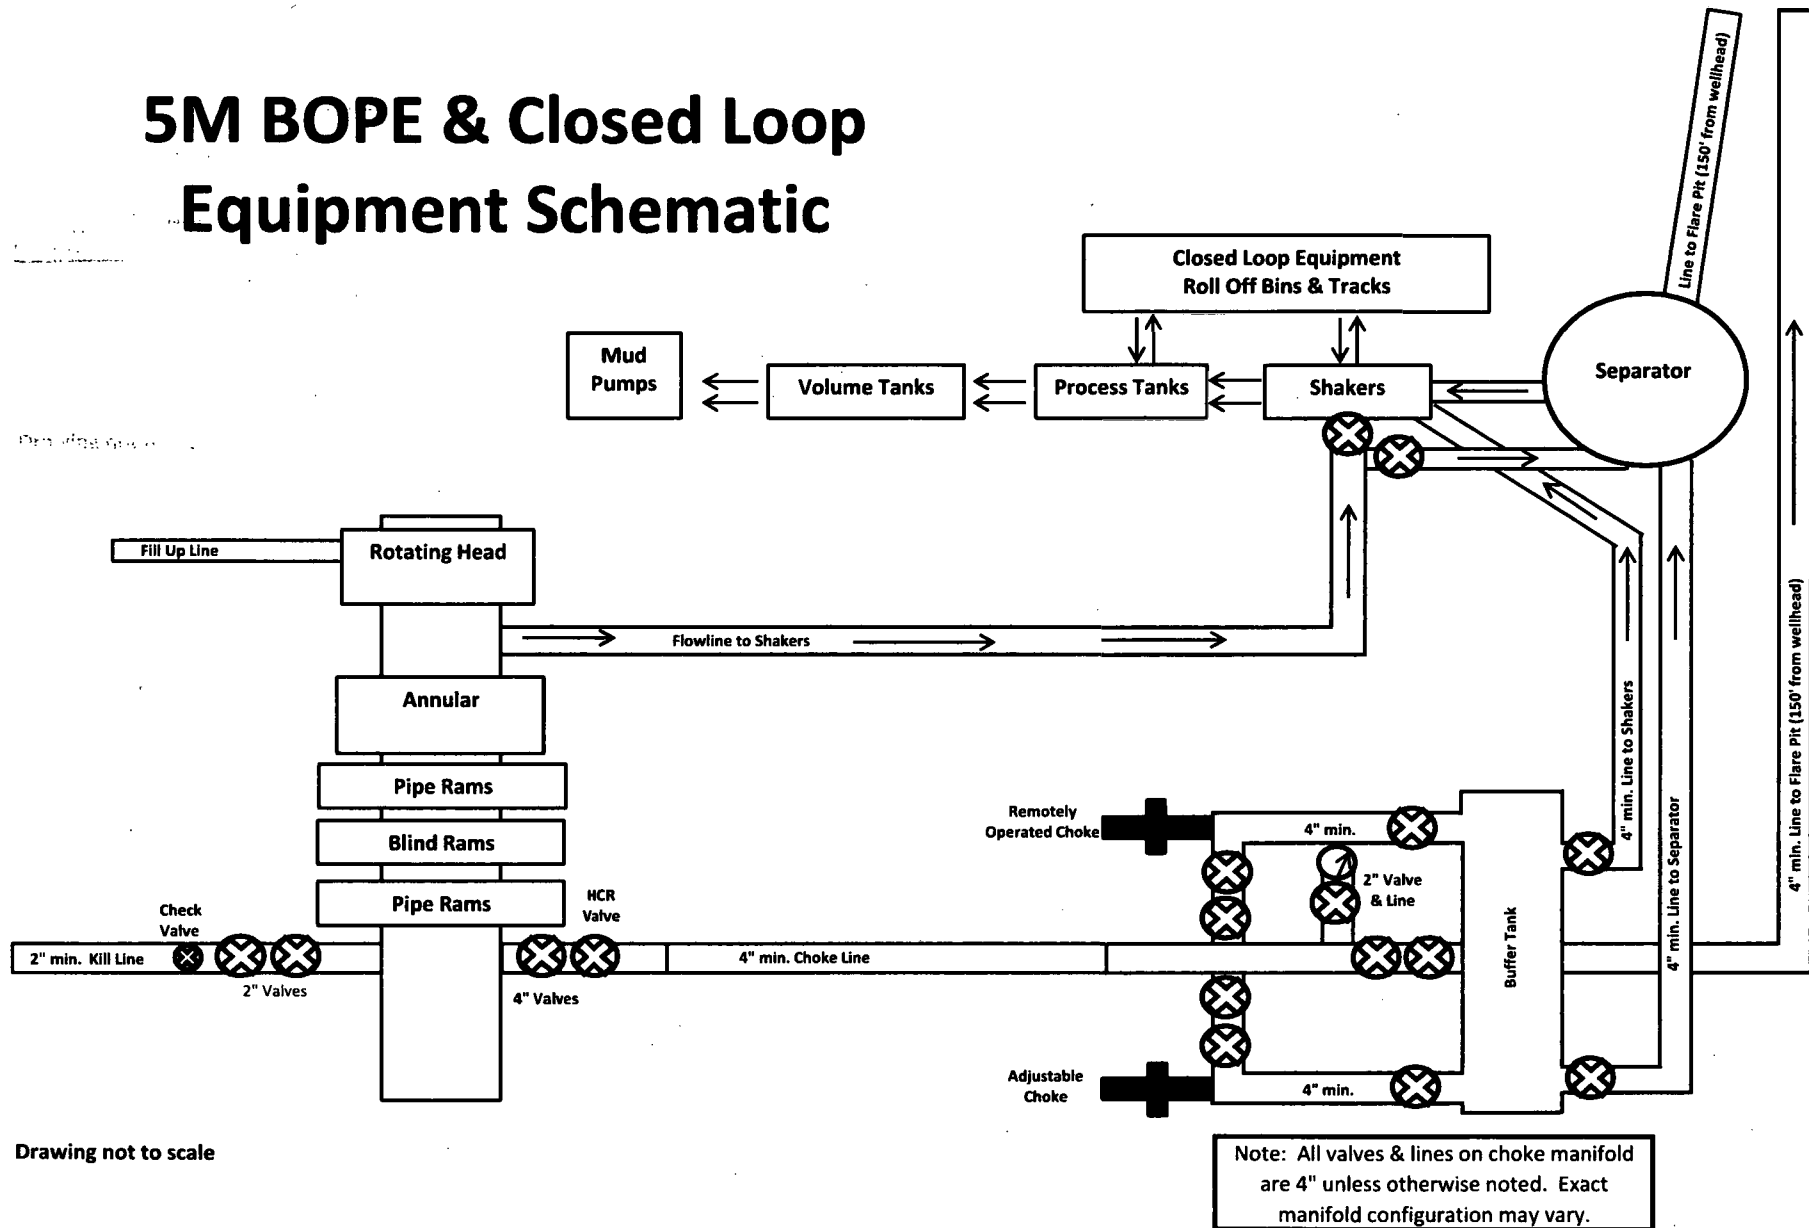 5M BOPE & Closed Loop
Equipment Schematic
Line to Flare Pit (150' from wellhead)
Closed Loop Equipment
Roll Off Bins & Tracks
Mud
Pumps
Volume Tanks
Process Tanks
Shakers
Separator
Fill Up Line
Rotating Head
Flowline to Shakers
Annular
Pipe Rams
Blind Rams
Pipe Rams
Check
Valve
HCR
Valve
2" min. Kill Line
2" Valves
4" Valves
4" min. Choke Line
Remotely
Operated Choke
4" min.
2" Valve
& Line
Adjustable
Choke
4" min.
Buffer Tank
4" min. Line to Shakers
4" min. Line to Separator
4" min. Line to Flare Pit (150' from wellhead)
Drawing not to scale
Note: All valves & lines on choke manifold
are 4" unless otherwise noted. Exact
manifold configuration may vary.